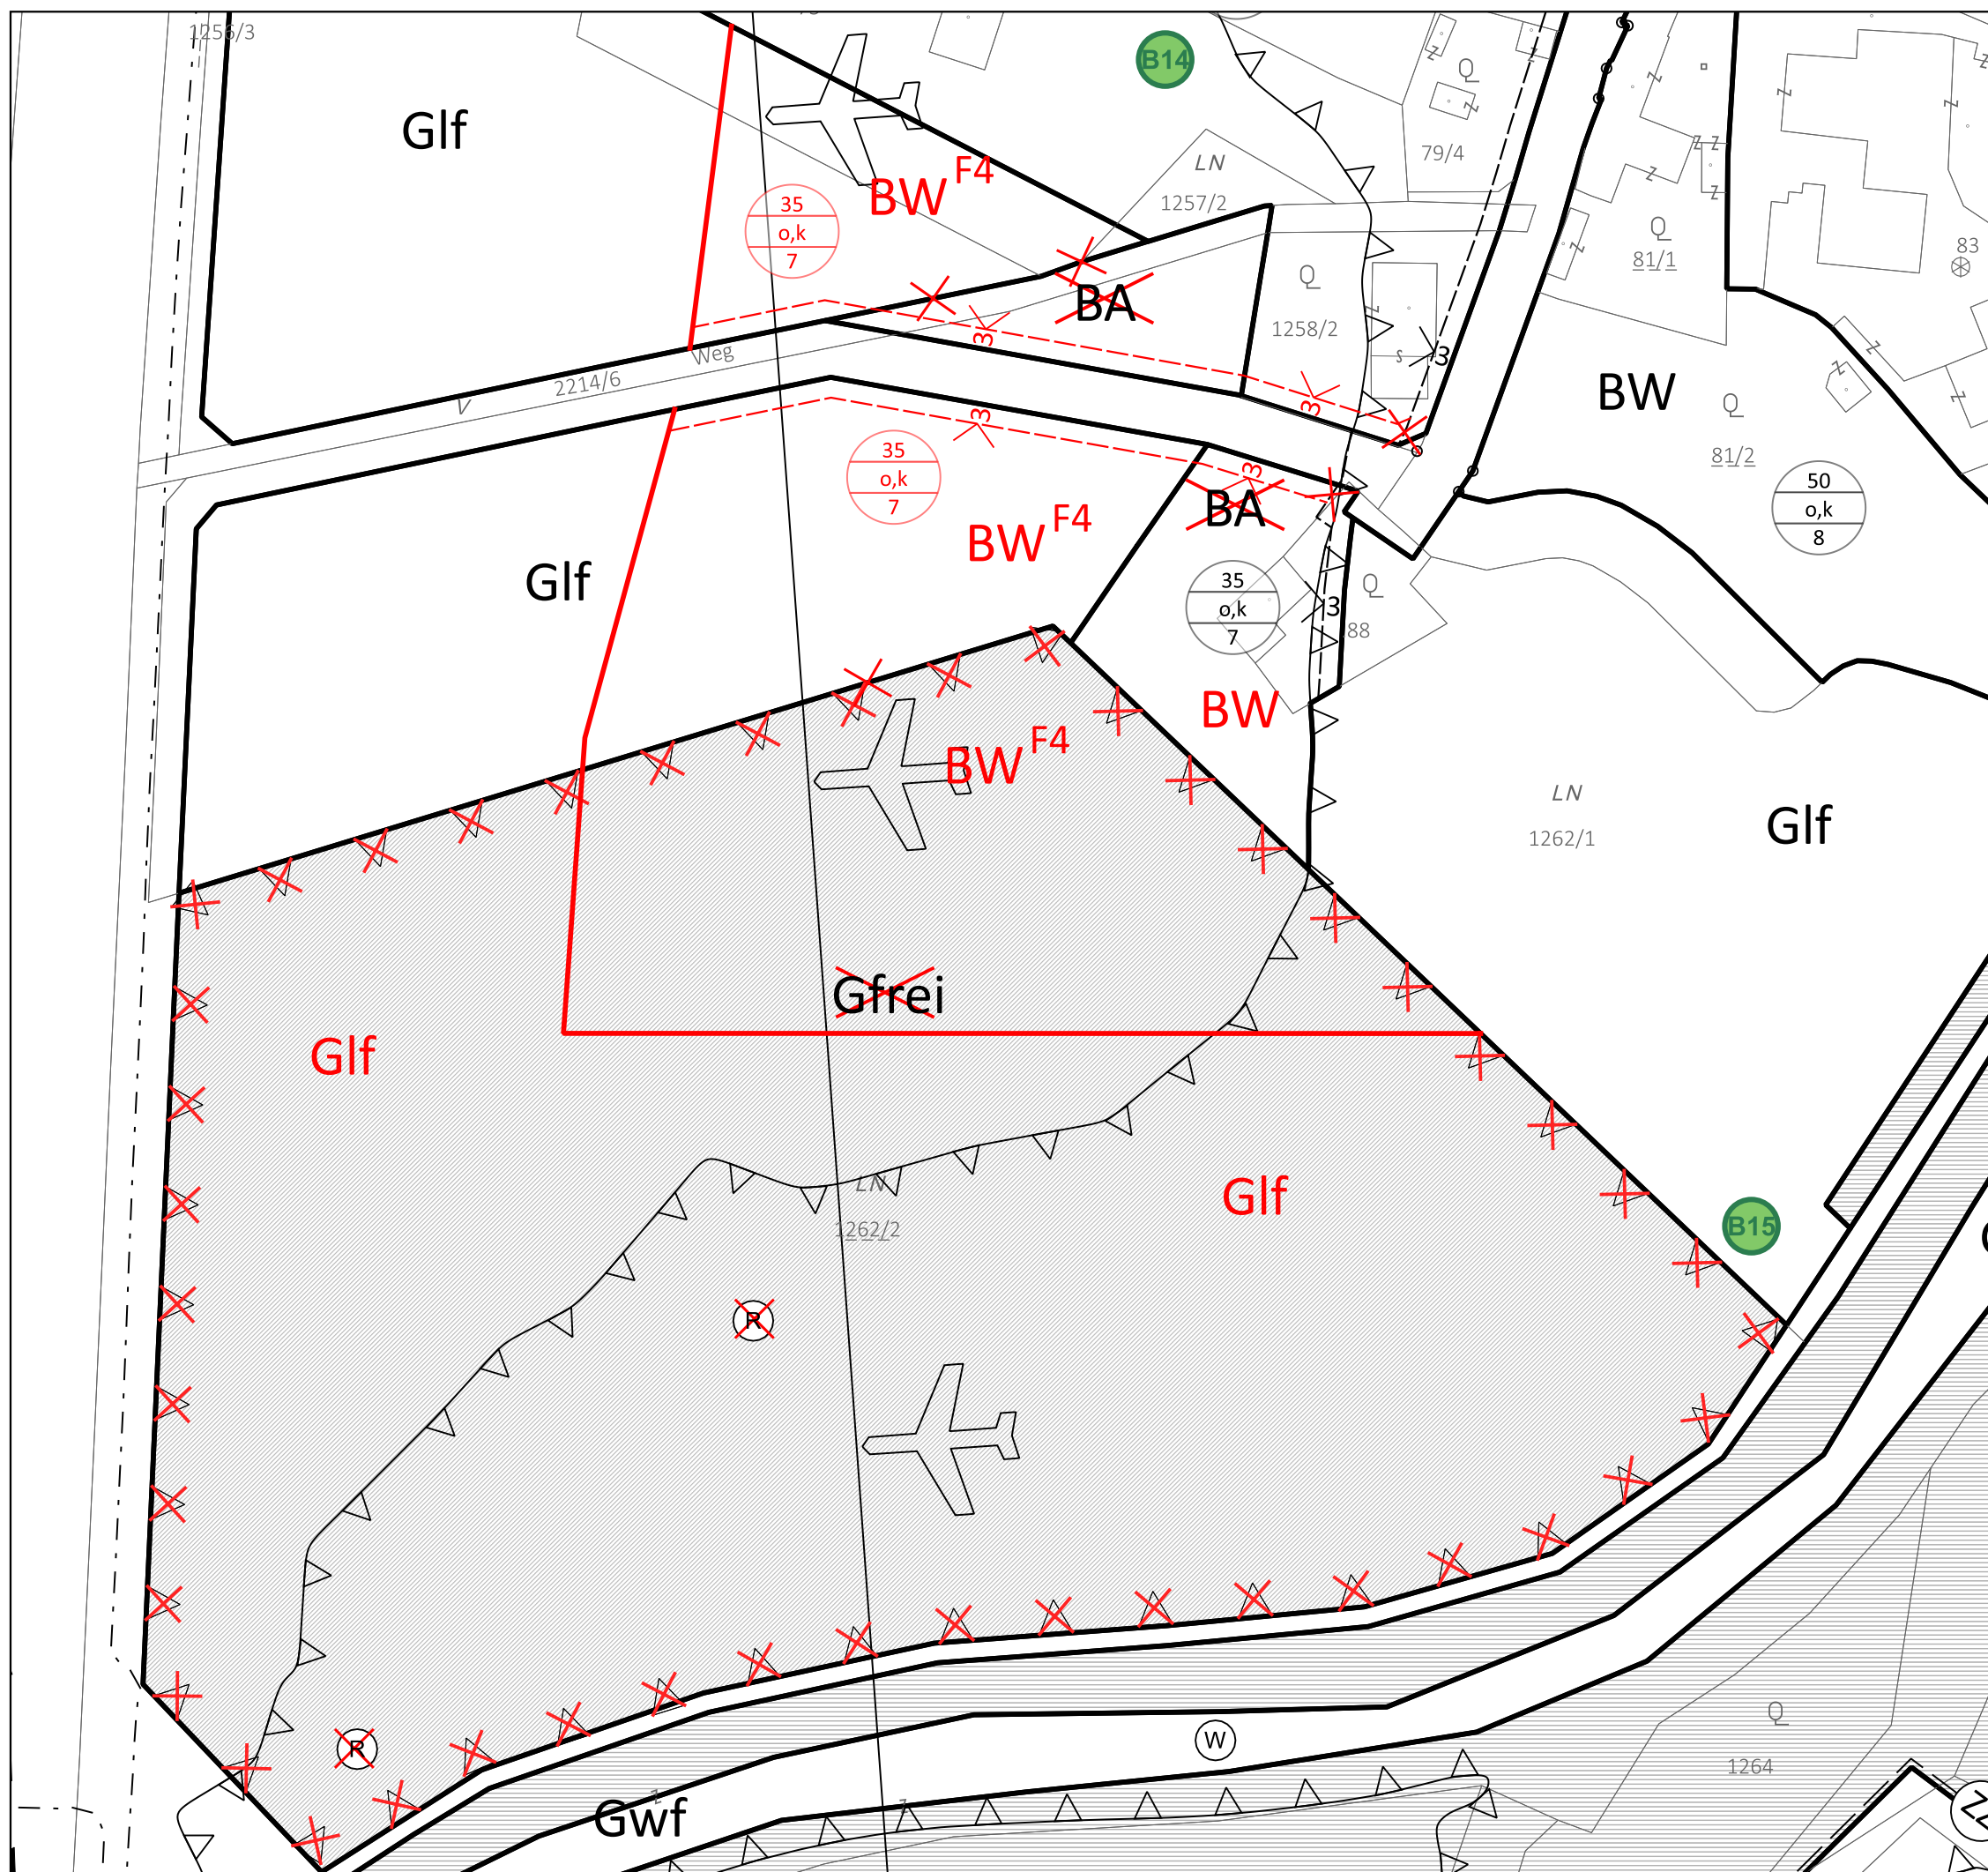 1256/3
B14
Glf
79/4
LN
F4
BW
1257/2
35
o,k
7
81/1
83
BA
1258/2
3
3
Weg
2214/6
BW
3
3
81/2
35
o,k
7
3
50
o,k
8
BA
F4
BW
Glf
35
o,k
7
3
88
BW
F4
BW
LN
1262/1
Glf
Gfrei
Glf
LN
1262/2
Glf
B15
R
R
W
1264
Gwf